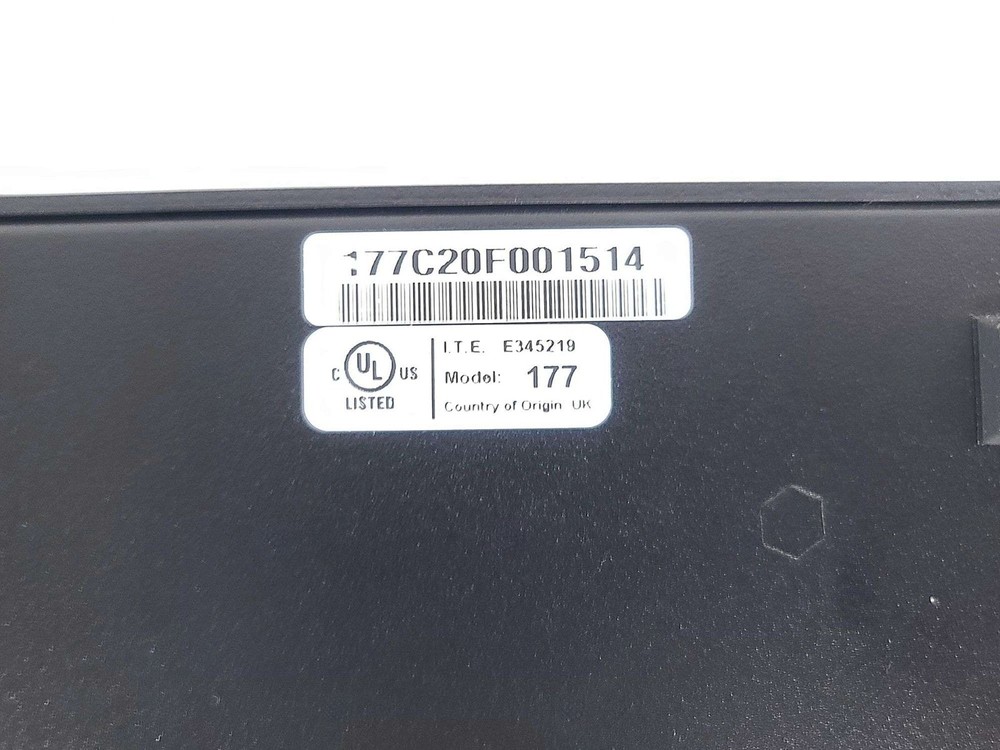 177C20F001514
C UL US
LISTED
I.T.E. E345219
Model: 177
Country of Origin UK